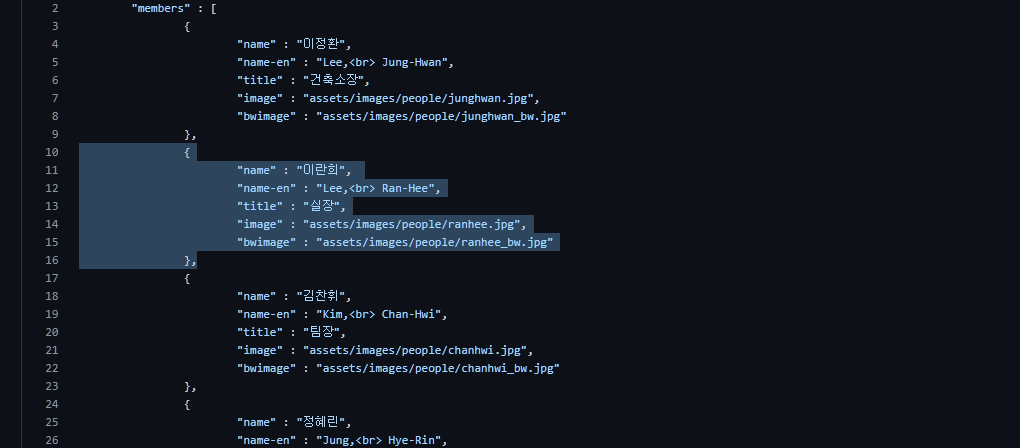 2 "members" : [
3 {
4 "name" : "이정환",
5 "name-en" : "Lee,<br> Jung-Hwan",
6 "title" : "건축소장",
7 "image" : "assets/images/people/junghwan.jpg",
8 "bwimage" : "assets/images/people/junghwan_bw.jpg"
9 },
10 {
11 "name" : "이란희",
12 "name-en" : "Lee,<br> Ran-Hee",
13 "title" : "실장",
14 "image" : "assets/images/people/ranhee.jpg",
15 "bwimage" : "assets/images/people/ranhee_bw.jpg"
16 },
17 {
18 "name" : "김찬휘",
19 "name-en" : "Kim,<br> Chan-Hwi",
20 "title" : "팀장",
21 "image" : "assets/images/people/chanhwi.jpg",
22 "bwimage" : "assets/images/people/chanhwi_bw.jpg"
23 },
24 {
25 "name" : "정혜린",
26 "name-en" : "Jung,<br> Hye-Rin",